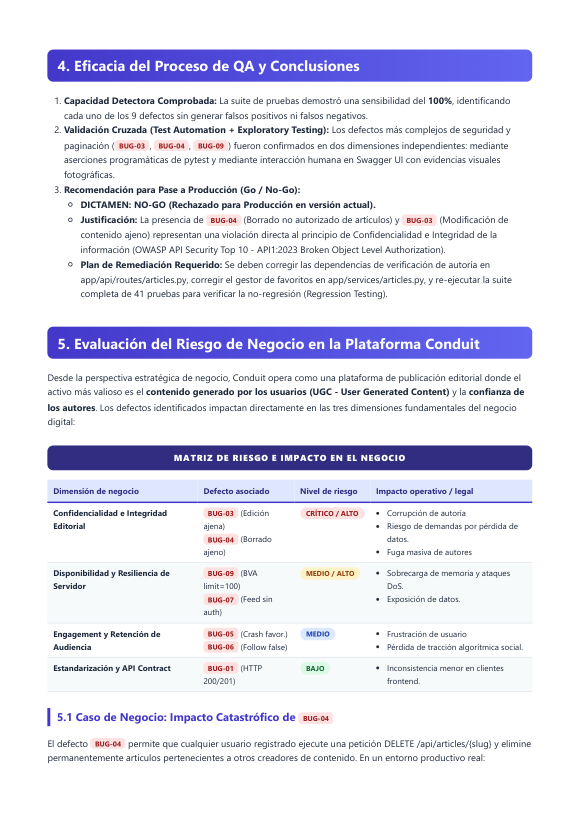 4. Eficacia del Proceso de QA y Conclusiones
1. Capacidad Detectora Comprobada: La suite de pruebas demostró una sensibilidad del 100%, identificando
cada uno de los 9 defectos sin generar falsos positivos ni falsos negativos.
2. Validación Cruzada (Test Automation + Exploratory Testing): Los defectos más complejos de seguridad y
paginación ( BUG-03 , BUG-04 , BUG-09 ) fueron confirmados en dos dimensiones independientes: mediante
aserciones programáticas de pytest y mediante interacción humana en Swagger UI con evidencias visuales
fotográficas.
3. Recomendación para Pase a Producción (Go / No-Go):
DICTAMEN: NO-GO (Rechazado para Producción en versión actual).
Justificación: La presencia de BUG-04 (Borrado no autorizado de artículos) y BUG-03 (Modificación de
contenido ajeno) representan una violación directa al principio de Confidencialidad e Integridad de la
información (OWASP API Security Top 10 - API1:2023 Broken Object Level Authorization).
Plan de Remediación Requerido: Se deben corregir las dependencias de verificación de autoría en
app/api/routes/articles.py, corregir el gestor de favoritos en app/services/articles.py, y re-ejecutar la suite
completa de 41 pruebas para verificar la no-regresión (Regression Testing).
5. Evaluación del Riesgo de Negocio en la Plataforma Conduit
Desde la perspectiva estratégica de negocio, Conduit opera como una plataforma de publicación editorial donde el
activo más valioso es el contenido generado por los usuarios (UGC - User Generated Content) y la confianza de
los autores. Los defectos identificados impactan directamente en las tres dimensiones fundamentales del negocio
digital:
MATRIZ DE RIESGO E IMPACTO EN EL NEGOCIO
Dimensión de negocio Defecto asociado Nivel de riesgo Impacto operativo / legal
Confidencialidad e Integridad
Editorial
BUG-03 (Edición
ajena)
BUG-04 (Borrado
ajeno)
CRÍTICO / ALTO
Corrupción de autoría
Riesgo de demandas por pérdida de
datos.
Fuga masiva de autores
Disponibilidad y Resiliencia de
Servidor
BUG-09 (BVA
limit=100)
BUG-07 (Feed sin
auth)
MEDIO / ALTO
Sobrecarga de memoria y ataques
DoS.
Exposición de datos.
Engagement y Retención de
Audiencia
BUG-05 (Crash favor.)
BUG-06 (Follow false)
MEDIO
Frustración de usuario
Pérdida de tracción algorítmica social.
Estandarización y API Contract
BUG-01 (HTTP
200/201)
BAJO
Inconsistencia menor en clientes
frontend.
5.1 Caso de Negocio: Impacto Catastrófico de BUG-04
El defecto BUG-04 permite que cualquier usuario registrado ejecute una petición DELETE /api/articles/{slug} y elimine
permanentemente artículos pertenecientes a otros creadores de contenido. En un entorno productivo real: